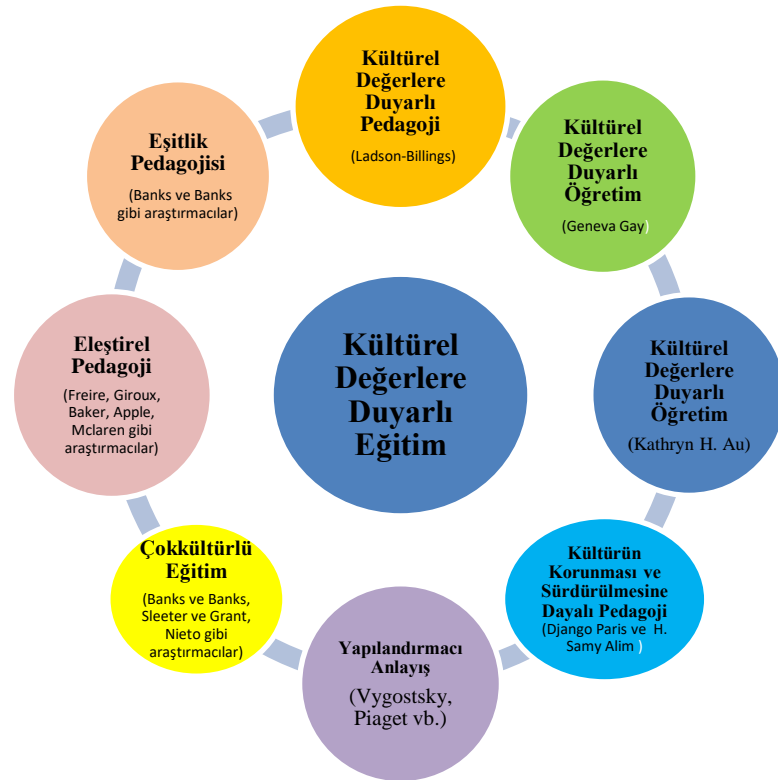 Kültürel
Değerlere
Duyarlı
Pedagoji
(Ladson-Billings)
Kültürel
Değerlere
Duyarlı
Öğretim
(Geneva Gay)
Kültürel
Değerlere
Duyarlı
Öğretim
(Kathryn H. Au)
Kültürün
Korunması ve
Sürdürülmesine
Dayalı Pedagoji
(Django Paris ve H.
Samy Alim )
Yapılandırmacı
Anlayış
(Vygostsky,
Piaget vb.)
Çokkültürlü
Eğitim
(Banks ve Banks,
Sleeter ve Grant,
Nieto gibi
araştırmacılar)
Eleştirel
Pedagoji
(Freire, Giroux,
Baker, Apple,
Mclaren gibi
araştırmacılar)
Eşitlik
Pedagojisi
(Banks ve Banks
gibi araştırmacılar)
Kültürel
Değerlere
Duyarlı
Eğitim